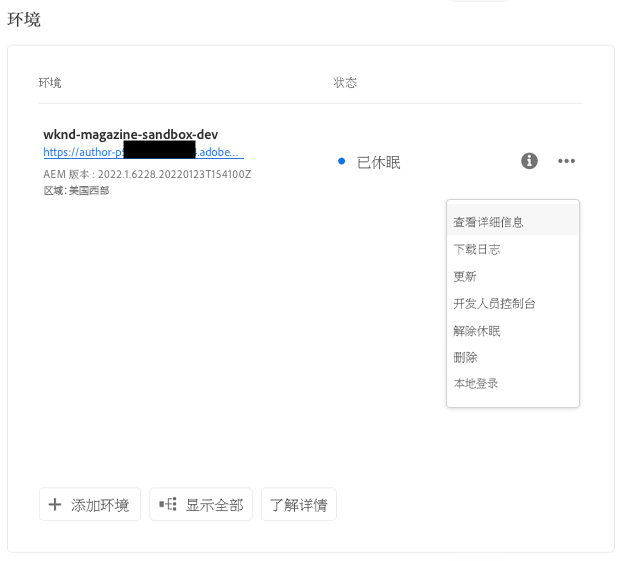 环境
环境
状态
wknd-magazine-sandbox-dev
https://author-p .adobe...
已休眠
AEM 版本 : 2022.1.6228.20220123T154100Z
区域: 美国西部
查看详细信息
下载日志
更新
开发人员控制台
解除休眠
删除
本地登录
添加环境
显示全部
了解详情